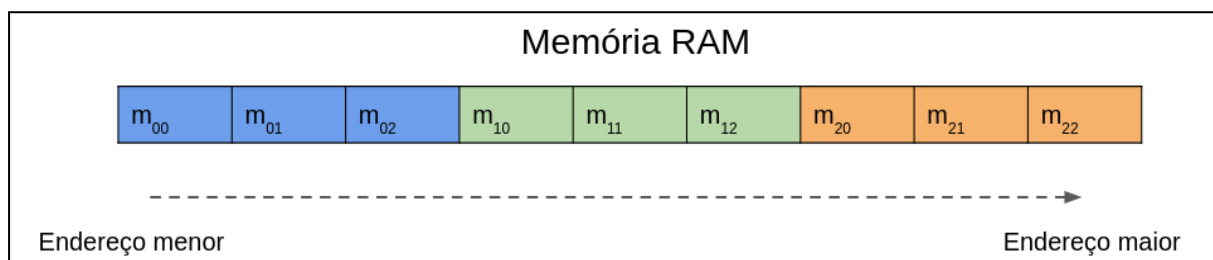 Memória RAM
m₀₀ m₀₁ m₀₂ m₁₀ m₁₁ m₁₂ m₂₀ m₂₁ m₂₂
Endereço menor Endereço maior